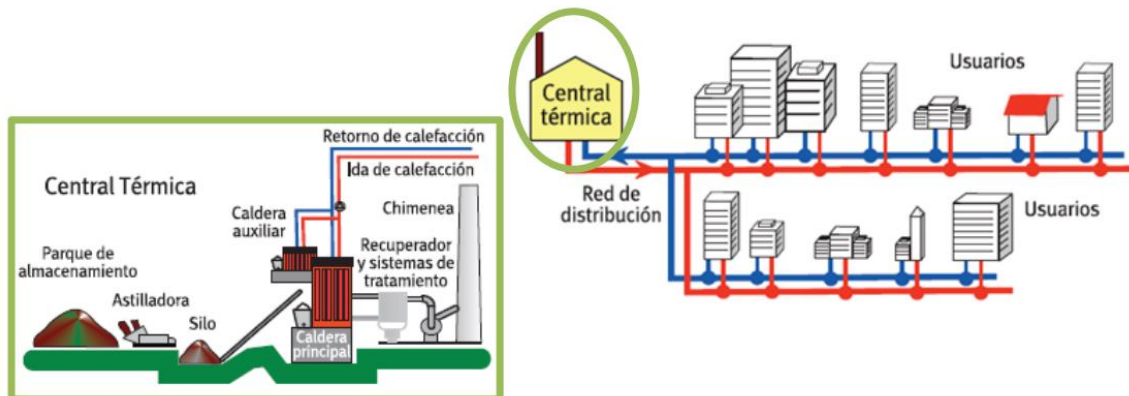 Central
térmica
Usuarios
Red de
distribución
Usuarios
Central Térmica
Retorno de calefacción
Ida de calefacción
Chimenea
Caldera
auxiliar
Recuperador
y sistemas de
tratamiento
Parque de
almacenamiento
Astilladora
Silo
Caldera
principal